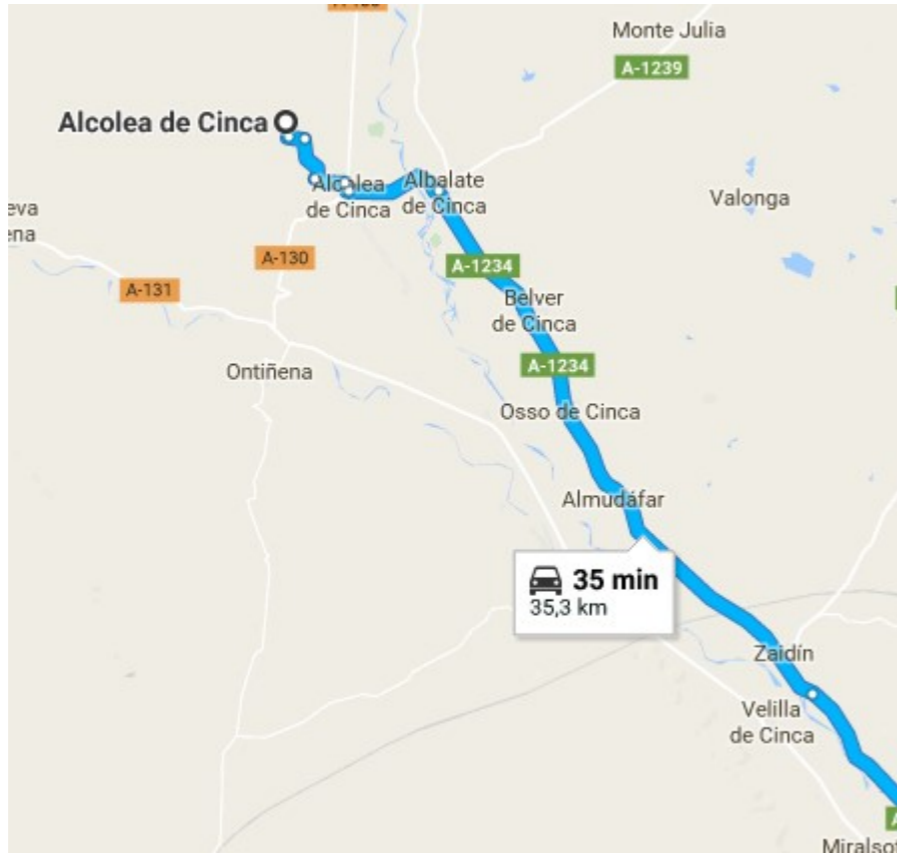 Monte Julia
A-1239
Alcolea de Cinca
Alcolea
de Cinca
Albalate
de Cinca
Valonga
A-130
A-1234
A-131
Belver
de Cinca
A-1234
Ontiñena
Osso de Cinca
Almudáfar
35 min
35,3 km
Zaidín
Velilla
de Cinca